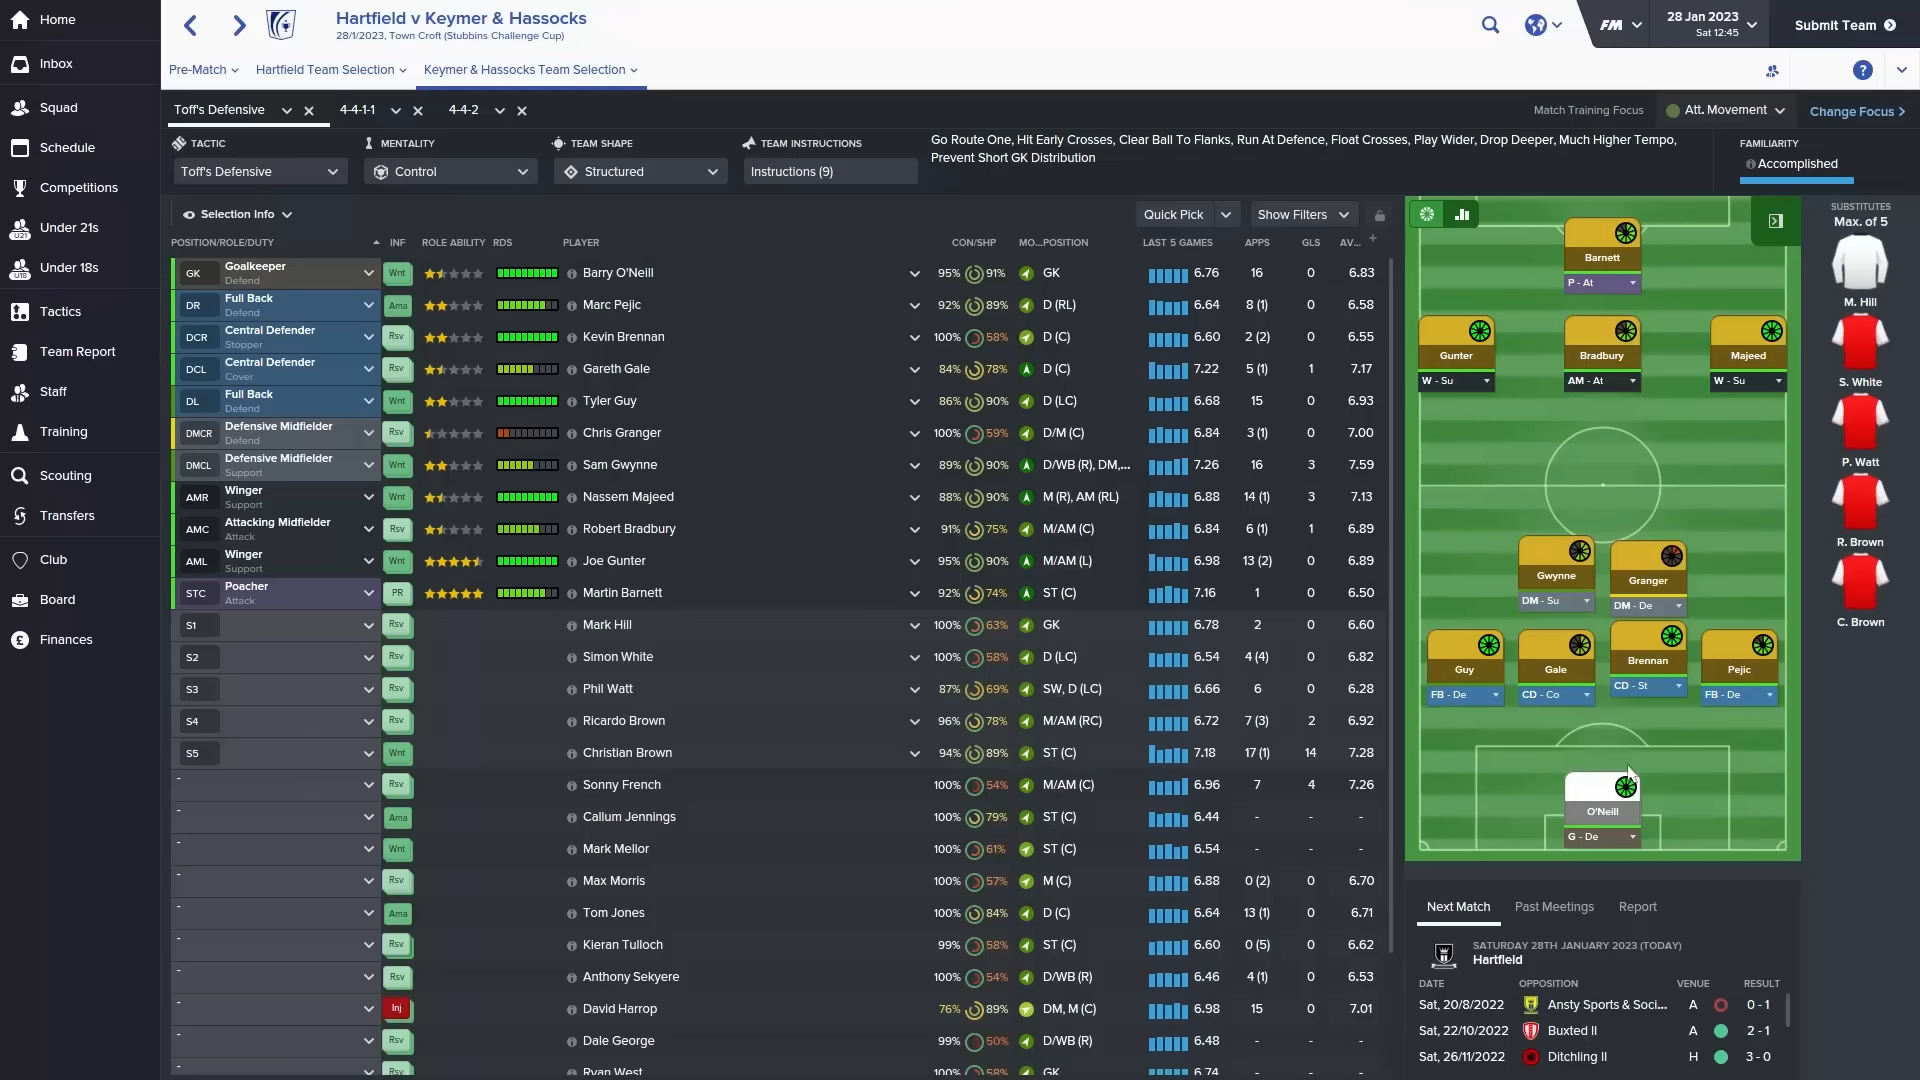 Home
Inbox
Squad
Schedule
Competitions
Under 21s
Under 18s
Tactics
Team Report
Staff
Training
Scouting
Transfers
Club
Board
Finances
Hartfield v Keymer & Hassocks
28/1/2023, Town Croft (Stubbins Challenge Cup)
FM
28 Jan 2023
Sat 12:45
Submit Team
Pre-Match Hartfield Team Selection Keymer & Hassocks Team Selection
Toff's Defensive 4-4-1-1 4-4-2
Match Training Focus Att. Movement Change Focus >
TACTIC MENTALITY TEAM SHAPE TEAM INSTRUCTIONS
Toff's Defensive Control Structured Instructions (9)
Go Route One, Hit Early Crosses, Clear Ball To Flanks, Run At Defence, Float Crosses, Play Wider, Drop Deeper, Much Higher Tempo,
Prevent Short GK Distribution
FAMILIARITY
Accomplished
Selection Info Quick Pick Show Filters
POSITION/ROLE/DUTY INF ROLE ABILITY RDS PLAYER CON/SHP MO...POSITION LAST 5 GAMES APPS GLS AV...
GK Goalkeeper Defend Wnt Barry O'Neill 95% 91% GK 6.76 16 0 6.83
DR Full Back Defend Ama Marc Pejic 92% 89% D (RL) 6.64 8 (1) 0 6.58
DCR Central Defender Stopper Rsv Kevin Brennan 100% 58% D (C) 6.60 2 (2) 0 6.55
DCL Central Defender Cover Rsv Gareth Gale 84% 78% D (C) 7.22 5 (1) 1 7.17
DL Full Back Defend Wnt Tyler Guy 86% 90% D (LC) 6.68 15 0 6.93
DMCR Defensive Midfielder Defend Rsv Chris Granger 100% 59% D/M (C) 6.84 3 (1) 0 7.00
DMCL Defensive Midfielder Support Wnt Sam Gwynne 89% 90% D/WB (R), DM,... 7.26 16 3 7.59
AMR Winger Support Wnt Nassem Majeed 88% 90% M (R), AM (RL) 6.88 14 (1) 3 7.13
AMC Attacking Midfielder Attack Rsv Robert Bradbury 91% 75% M/AM (C) 6.84 6 (1) 1 6.89
AML Winger Support Wnt Joe Gunter 95% 90% M/AM (L) 6.98 13 (2) 0 6.89
STC Poacher Attack PR Martin Barnett 92% 74% ST (C) 7.16 1 0 6.50
S1 Rsv Mark Hill 100% 63% GK 6.78 2 0 6.60
S2 Rsv Simon White 100% 58% D (LC) 6.54 4 (4) 0 6.82
S3 Rsv Phil Watt 87% 69% SW, D (LC) 6.66 6 0 6.28
S4 Rsv Ricardo Brown 96% 78% M/AM (RC) 6.72 7 (3) 2 6.92
S5 Wnt Christian Brown 94% 89% ST (C) 7.18 17 (1) 14 7.28
- Rsv Sonny French 100% 54% M/AM (C) 6.96 7 4 7.26
- Ama Callum Jennings 100% 79% ST (C) 6.44 - - -
- Wnt Mark Mellor 100% 61% ST (C) 6.54 - - -
- Rsv Max Morris 100% 57% M (C) 6.88 0 (2) 0 6.70
- Ama Tom Jones 100% 84% D (C) 6.64 13 (1) 0 6.71
- Rsv Kieran Tulloch 99% 58% ST (C) 6.60 0 (5) 0 6.62
- Rsv Anthony Sekyere 100% 54% D/WB (R) 6.46 4 (1) 0 6.53
- Inj David Harrop 76% 89% DM, M (C) 6.98 15 0 7.01
- Rsv Dale George 99% 50% D/WB (R) 6.48 - - -
- Rsv Ryan West 100% 58% GK 6.74 - - -
Barnett
P - At
Gunter Bradbury Majeed
W - Su AM - At W - Su
Gwynne Granger
DM - Su DM - De
Guy Gale Brennan Pejic
FB - De CD - Co CD - St FB - De
O'Neill
G - De
SUBSTITUTES
Max. of 5
M. Hill
S. White
P. Watt
R. Brown
C. Brown
Next Match Past Meetings Report
SATURDAY 28TH JANUARY 2023 (TODAY)
Hartfield
DATE OPPOSITION VENUE RESULT
Sat, 20/8/2022 Ansty Sports & Soci... A 0 - 1
Sat, 22/10/2022 Buxted II A 2 - 1
Sat, 26/11/2022 Ditchling II H 3 - 0